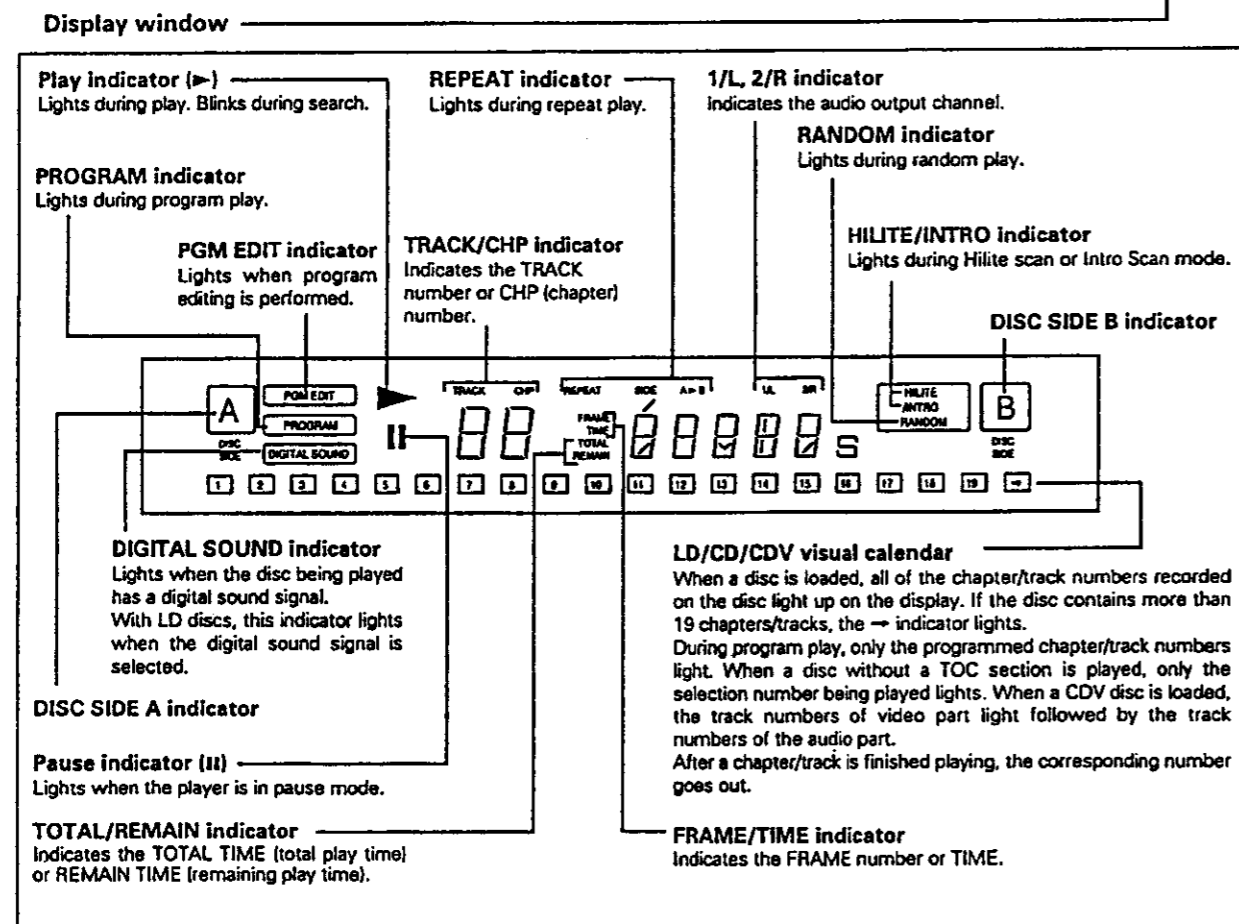 Display window
Play indicator (►)
Lights during play. Blinks during search.
REPEAT indicator
Lights during repeat play.
1/L, 2/R indicator
Indicates the audio output channel.
RANDOM indicator
Lights during random play.
PROGRAM indicator
Lights during program play.
PGM EDIT indicator
Lights when program
editing is performed.
TRACK/CHP indicator
Indicates the TRACK
number or CHP (chapter)
number.
HILITE/INTRO indicator
Lights during Hilite scan or Intro Scan mode.
DISC SIDE B indicator
A
DISC
SIDE
PGM EDIT
PROGRAM
DIGITAL SOUND
TRACK CHP
REPEAT SIDE A►B
1/L 2/R
FRAME
TIME
TOTAL
REMAIN
S
HILITE
INTRO
RANDOM
B
DISC
SIDE
1 2 3 4 5 6 7 8 9 10 11 12 13 14 15 16 17 18 19 →
DIGITAL SOUND indicator
Lights when the disc being played
has a digital sound signal.
With LD discs, this indicator lights
when the digital sound signal is
selected.
DISC SIDE A indicator
Pause indicator (II)
Lights when the player is in pause mode.
TOTAL/REMAIN indicator
Indicates the TOTAL TIME (total play time)
or REMAIN TIME (remaining play time).
LD/CD/CDV visual calendar
When a disc is loaded, all of the chapter/track numbers recorded
on the disc light up on the display. If the disc contains more than
19 chapters/tracks, the → indicator lights.
During program play, only the programmed chapter/track numbers
light. When a disc without a TOC section is played, only the
selection number being played lights. When a CDV disc is loaded,
the track numbers of video part light followed by the track
numbers of the audio part.
After a chapter/track is finished playing, the corresponding number
goes out.
FRAME/TIME indicator
Indicates the FRAME number or TIME.